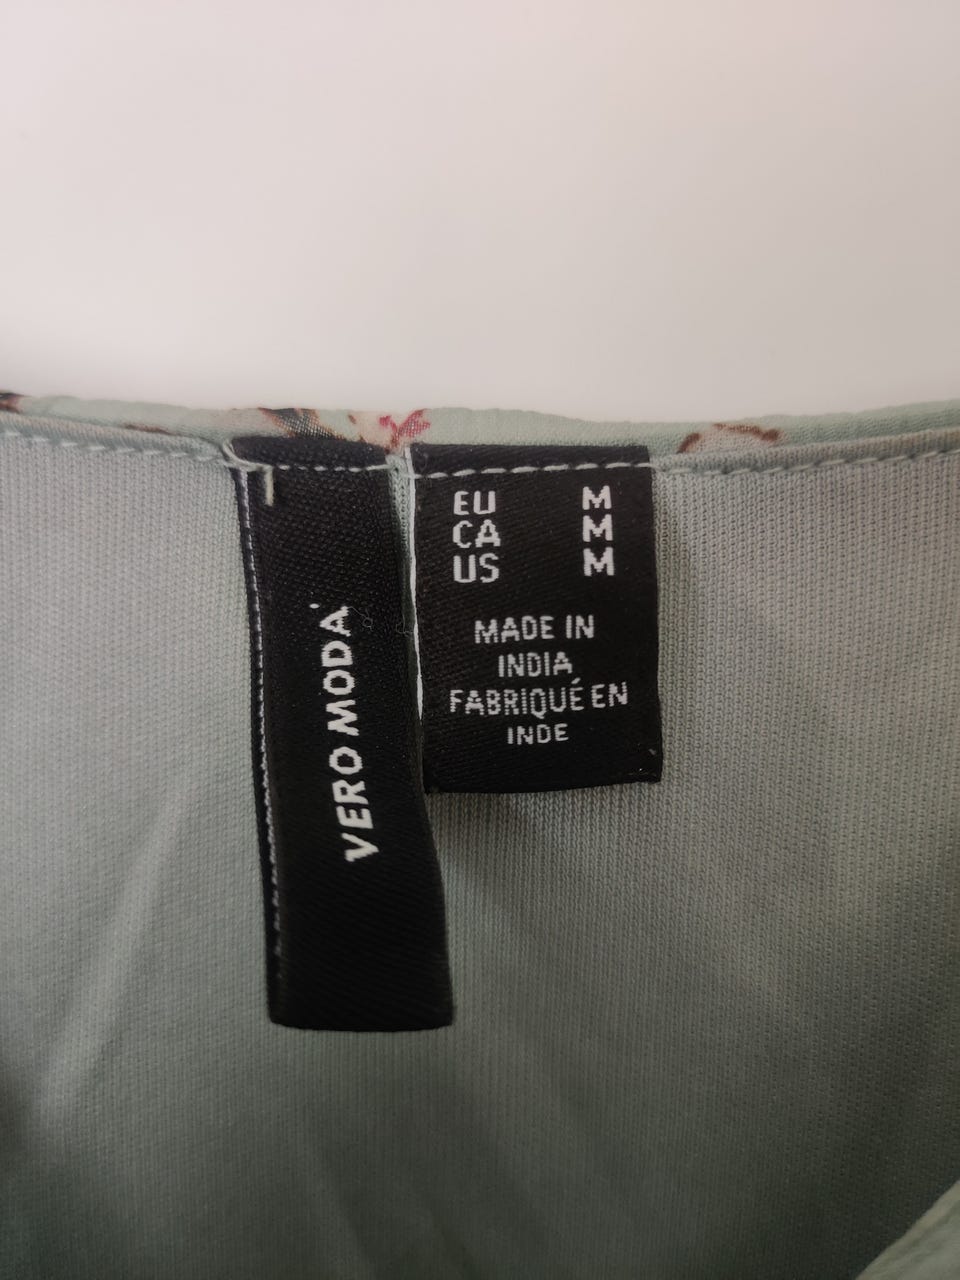 VERO MODA
EU M
CA M
US M
MADE IN
INDIA
FABRIQUÉ EN
INDE